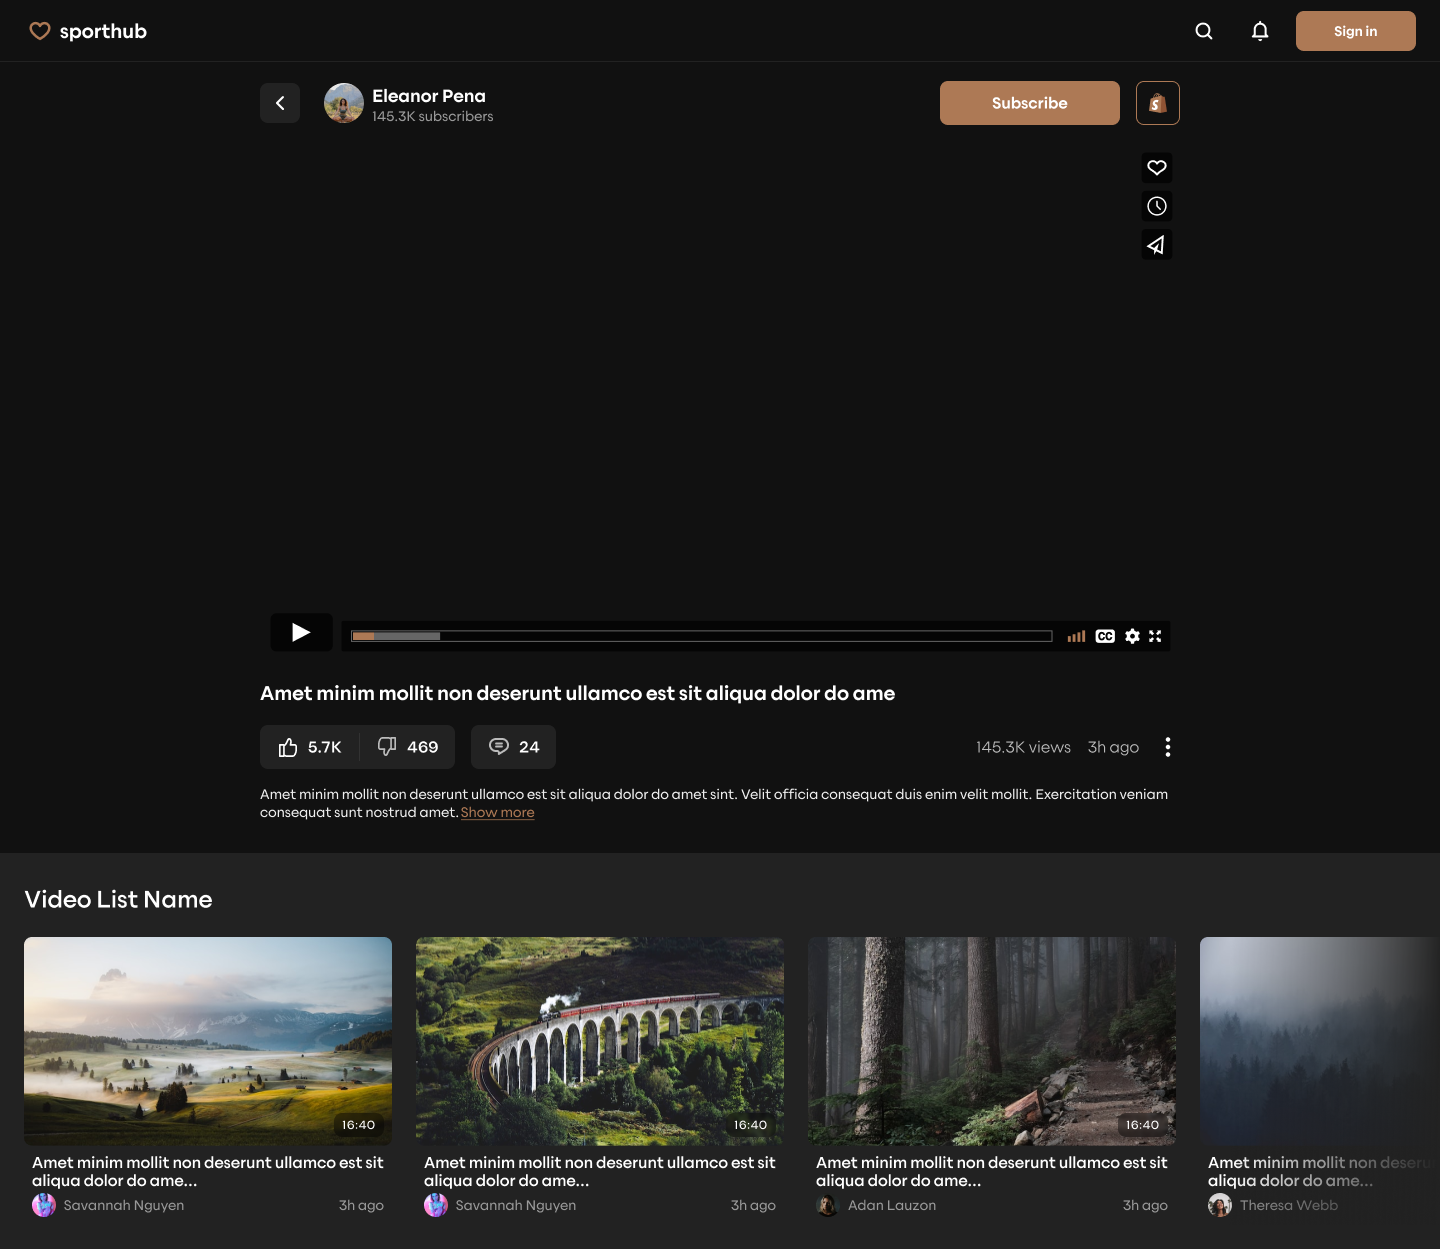 sporthub
Sign in
Eleanor Pena
145.3K subscribers
Subscribe
CC
Amet minim mollit non deserunt ullamco est sit aliqua dolor do ame
5.7K
469
24
145.3K views
3h ago
Amet minim mollit non deserunt ullamco est sit aliqua dolor do amet sint. Velit officia consequat duis enim velit mollit. Exercitation veniam
consequat sunt nostrud amet. Show more
Video List Name
16:40
Amet minim mollit non deserunt ullamco est sit
aliqua dolor do ame...
Savannah Nguyen
3h ago
16:40
Amet minim mollit non deserunt ullamco est sit
aliqua dolor do ame...
Savannah Nguyen
3h ago
16:40
Amet minim mollit non deserunt ullamco est sit
aliqua dolor do ame...
Adan Lauzon
3h ago
Amet minim mollit non
aliqua dolor do ame...
Theresa Webb